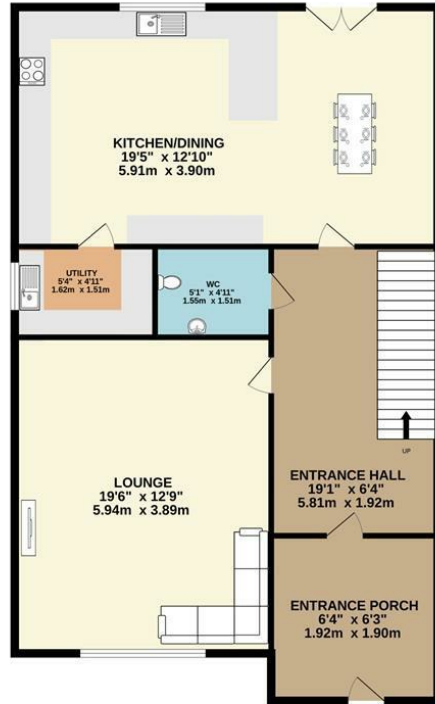 KITCHEN/DINING
19'5" x 12'10"
5.91m x 3.90m
UTILITY
5'4" x 4'11"
1.62m x 1.51m
WC
5'1" x 4'11"
1.55m x 1.51m
LOUNGE
19'6" x 12'9"
5.94m x 3.89m
UP
ENTRANCE HALL
19'1" x 6'4"
5.81m x 1.92m
ENTRANCE PORCH
6'4" x 6'3"
1.92m x 1.90m